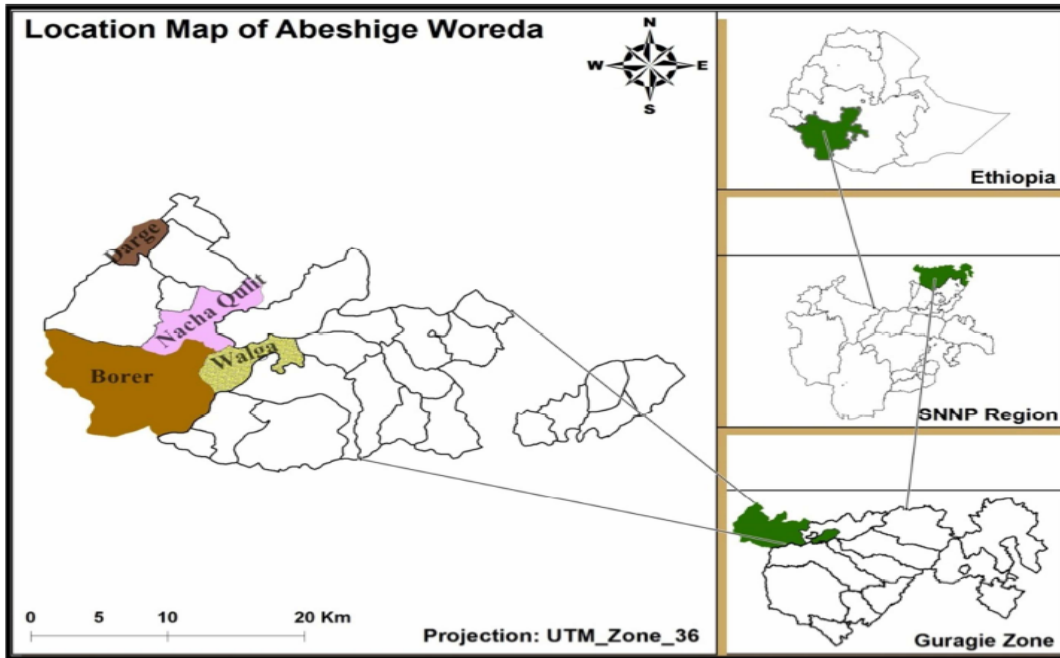 Location Map of Abeshige Woreda
N
W E
S
Darge
Nacha Qulit
Walga
Borer
0 5 10 20 Km
Projection: UTM_Zone_36
Ethiopia
SNNP Region
Guragie Zone